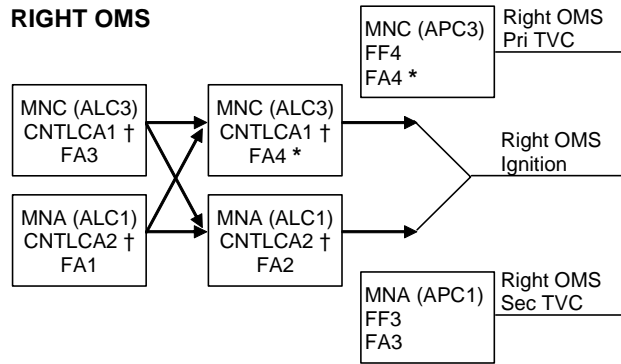 RIGHT OMS
MNC (APC3)
FF4
FA4 *
Right OMS
Pri TVC
MNC (ALC3)
CNTLCA1 †
FA3
MNC (ALC3)
CNTLCA1 †
FA4 *
Right OMS
Ignition
MNA (ALC1)
CNTLCA2 †
FA1
MNA (ALC1)
CNTLCA2 †
FA2
MNA (APC1)
FF3
FA3
Right OMS
Sec TVC